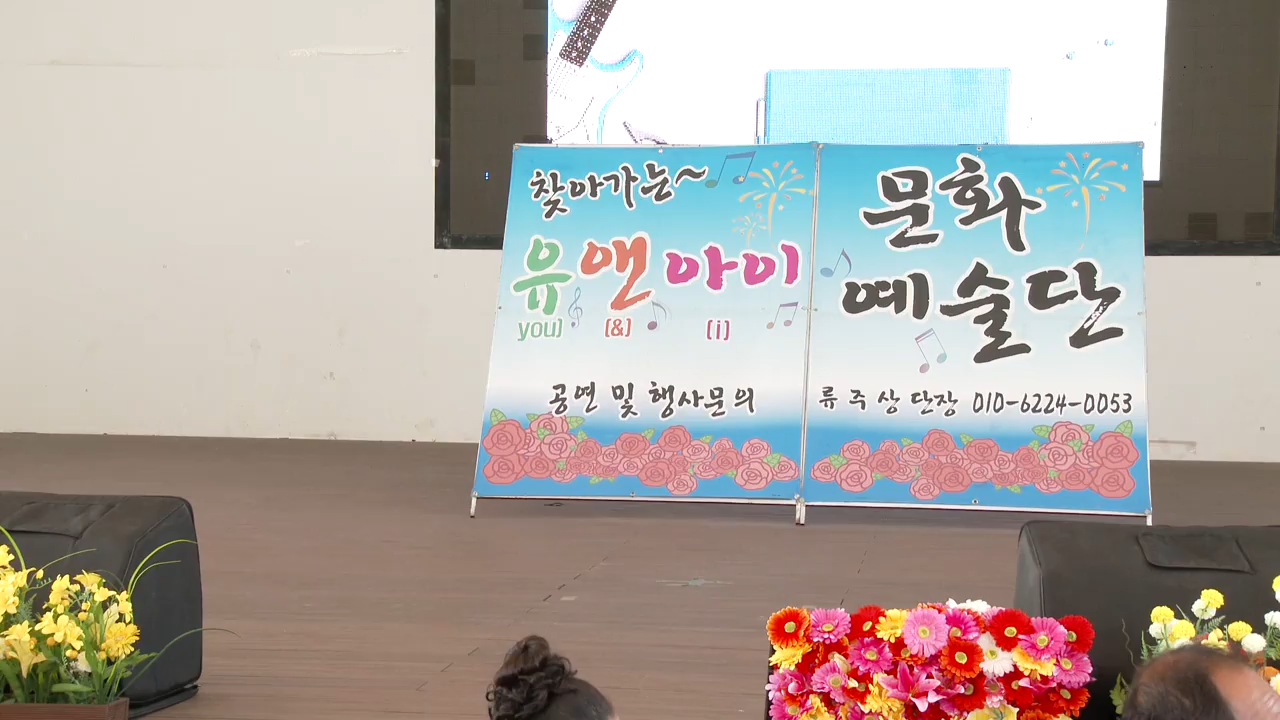 찾아가는~
유앤아이
you) (&) (i)
공연 및 행사문의
문화
예술단
류주상 단장 010-6224-0053